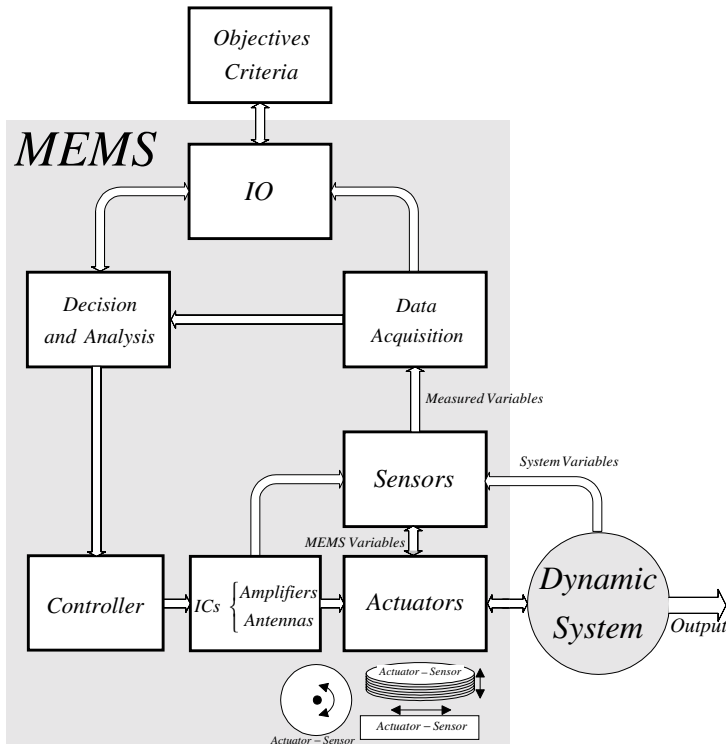 Objectives
Criteria
MEMS
IO
Decision
and Analysis
Data
Acquisition
Measured Variables
Sensors
System Variables
MEMS Variables
Controller
ICs { Amplifiers
Antennas
Actuators
Dynamic
System
Output
Actuator – Sensor
Actuator – Sensor
Actuator – Sensor